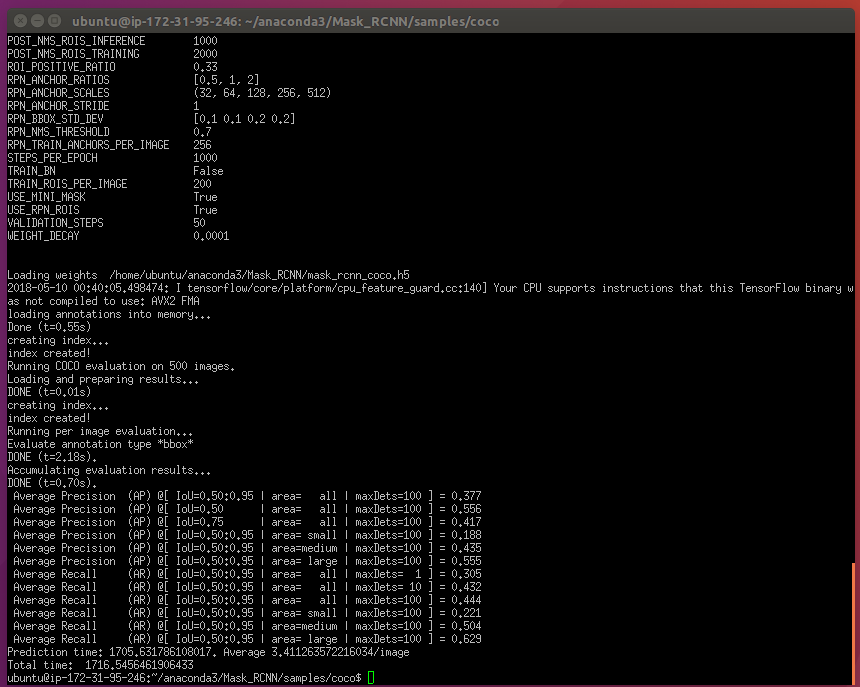 ubuntu@ip-172-31-95-246: ~/anaconda3/Mask_RCNN/samples/coco
POST_NMS_ROIS_INFERENCE        1000
POST_NMS_ROIS_TRAINING         2000
ROI_POSITIVE_RATIO             0.33
RPN_ANCHOR_RATIOS              [0.5, 1, 2]
RPN_ANCHOR_SCALES              (32, 64, 128, 256, 512)
RPN_ANCHOR_STRIDE              1
RPN_BBOX_STD_DEV               [0.1 0.1 0.2 0.2]
RPN_NMS_THRESHOLD              0.7
RPN_TRAIN_ANCHORS_PER_IMAGE    256
STEPS_PER_EPOCH                1000
TRAIN_BN                       False
TRAIN_ROIS_PER_IMAGE           200
USE_MINI_MASK                  True
USE_RPN_ROIS                   True
VALIDATION_STEPS               50
WEIGHT_DECAY                   0.0001
Loading weights  /home/ubuntu/anaconda3/Mask_RCNN/mask_rcnn_coco.h5
2018-05-10 00:40:05.498474: I tensorflow/core/platform/cpu_feature_guard.cc:140] Your CPU supports instructions that this TensorFlow binary w
as not compiled to use: AVX2 FMA
loading annotations into memory...
Done (t=0.55s)
creating index...
index created!
Running COCO evaluation on 500 images.
Loading and preparing results...
DONE (t=0.01s)
creating index...
index created!
Running per image evaluation...
Evaluate annotation type *bbox*
DONE (t=2.18s).
Accumulating evaluation results...
DONE (t=0.70s).
 Average Precision  (AP) @[ IoU=0.50:0.95 | area=   all | maxDets=100 ] = 0.377
 Average Precision  (AP) @[ IoU=0.50      | area=   all | maxDets=100 ] = 0.556
 Average Precision  (AP) @[ IoU=0.75      | area=   all | maxDets=100 ] = 0.417
 Average Precision  (AP) @[ IoU=0.50:0.95 | area= small | maxDets=100 ] = 0.188
 Average Precision  (AP) @[ IoU=0.50:0.95 | area=medium | maxDets=100 ] = 0.435
 Average Precision  (AP) @[ IoU=0.50:0.95 | area= large | maxDets=100 ] = 0.555
 Average Recall     (AR) @[ IoU=0.50:0.95 | area=   all | maxDets=  1 ] = 0.305
 Average Recall     (AR) @[ IoU=0.50:0.95 | area=   all | maxDets= 10 ] = 0.432
 Average Recall     (AR) @[ IoU=0.50:0.95 | area=   all | maxDets=100 ] = 0.444
 Average Recall     (AR) @[ IoU=0.50:0.95 | area= small | maxDets=100 ] = 0.221
 Average Recall     (AR) @[ IoU=0.50:0.95 | area=medium | maxDets=100 ] = 0.504
 Average Recall     (AR) @[ IoU=0.50:0.95 | area= large | maxDets=100 ] = 0.629
Prediction time: 1705.631786108017. Average 3.411263572216034/image
Total time:  1716.5456461906433
ubuntu@ip-172-31-95-246:~/anaconda3/Mask_RCNN/samples/coco$